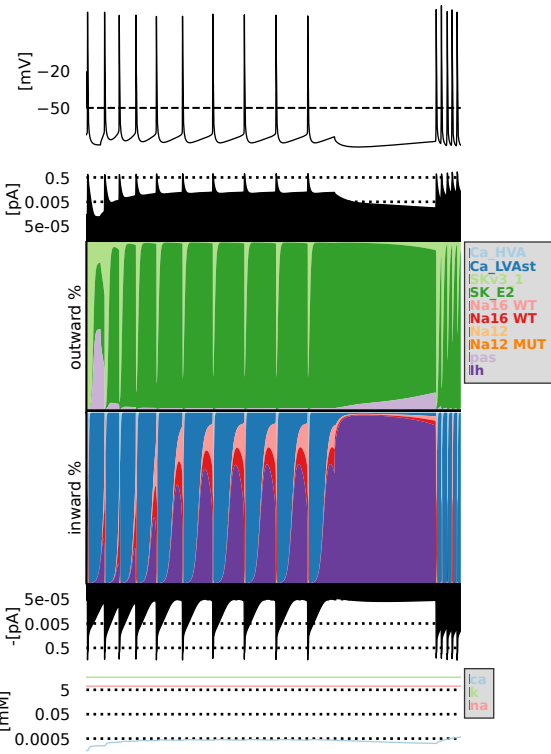 [mV]
−20
−50
[pA]
0.5
0.005
5e-05
outward %
Ca_HVA
Ca_LVAst
SKv3_1
SK_E2
Na16 WT
Na16 WT
Na12
Na12 MUT
pas
Ih
inward %
5e-05
0.005
0.5
-[pA]
ca
k
na
5
0.05
0.0005
[mM]